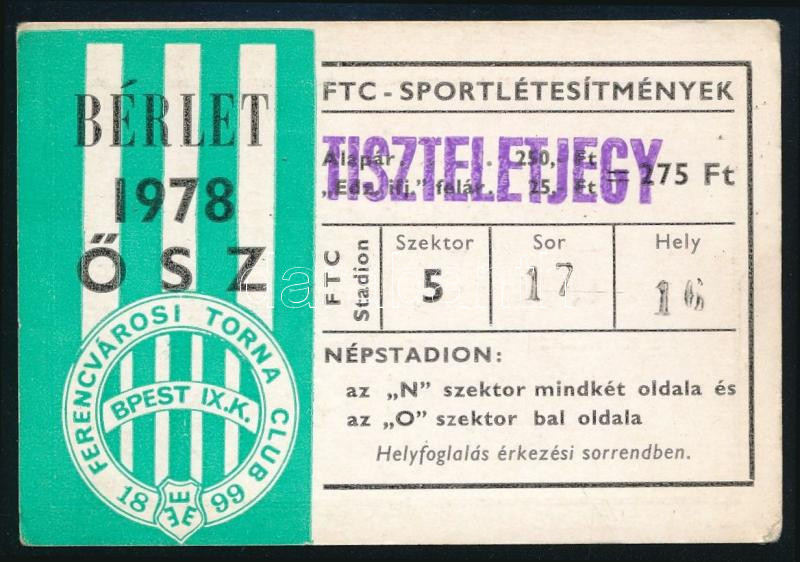 BÉRLET
1978
ŐSZ
FERENCVÁROSI TORNA CLUB
BPEST IX.K.
18 99
EEE
FTC - SPORTLÉTESÍTMÉNYEK
TISZTELETJEGY
Alapár. . 250,- Ft
„Edz. ifj.” felár. 25,- Ft = 275 Ft
FTC Stadion
Szektor Sor Hely
5 17 16
NÉPSTADION:
az „N” szektor mindkét oldala és
az „O” szektor bal oldala
Helyfoglalás érkezési sorrendben.